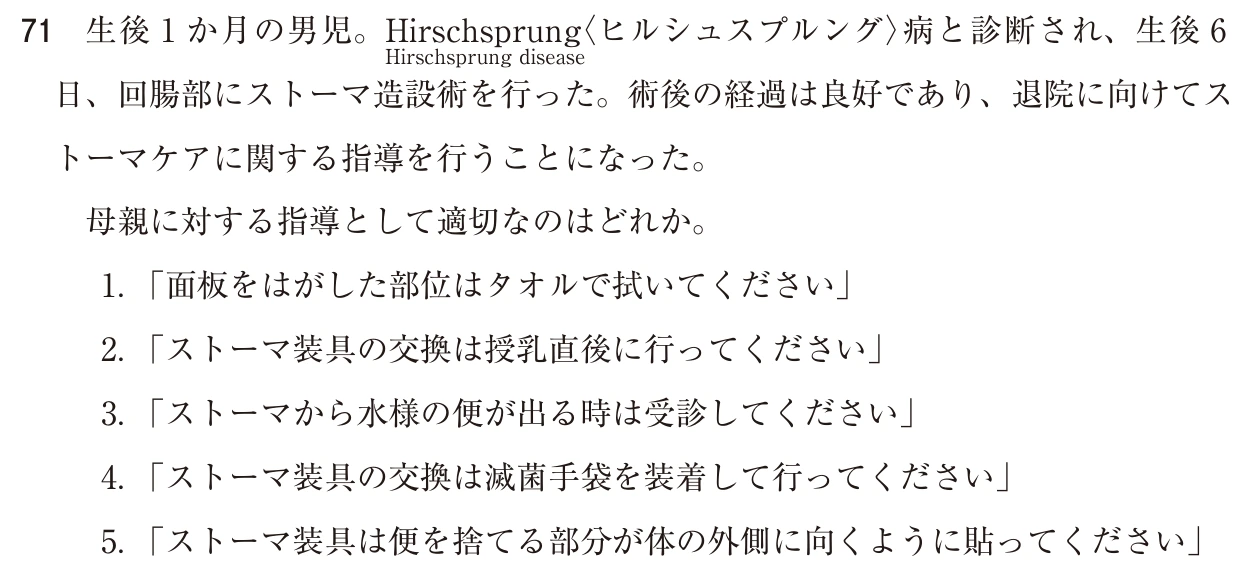 71 生後1か月の男児。Hirschsprung〈ヒルシュスプルング〉病と診断され、生後6
Hirschsprung disease
日、回腸部にストーマ造設術を行った。術後の経過は良好であり、退院に向けてス
トーマケアに関する指導を行うことになった。
母親に対する指導として適切なのはどれか。
1. 「面板をはがした部位はタオルで拭いてください」
2. 「ストーマ装具の交換は授乳直後に行ってください」
3. 「ストーマから水様の便が出る時は受診してください」
4. 「ストーマ装具の交換は滅菌手袋を装着して行ってください」
5. 「ストーマ装具は便を捨てる部分が体の外側に向くように貼ってください」